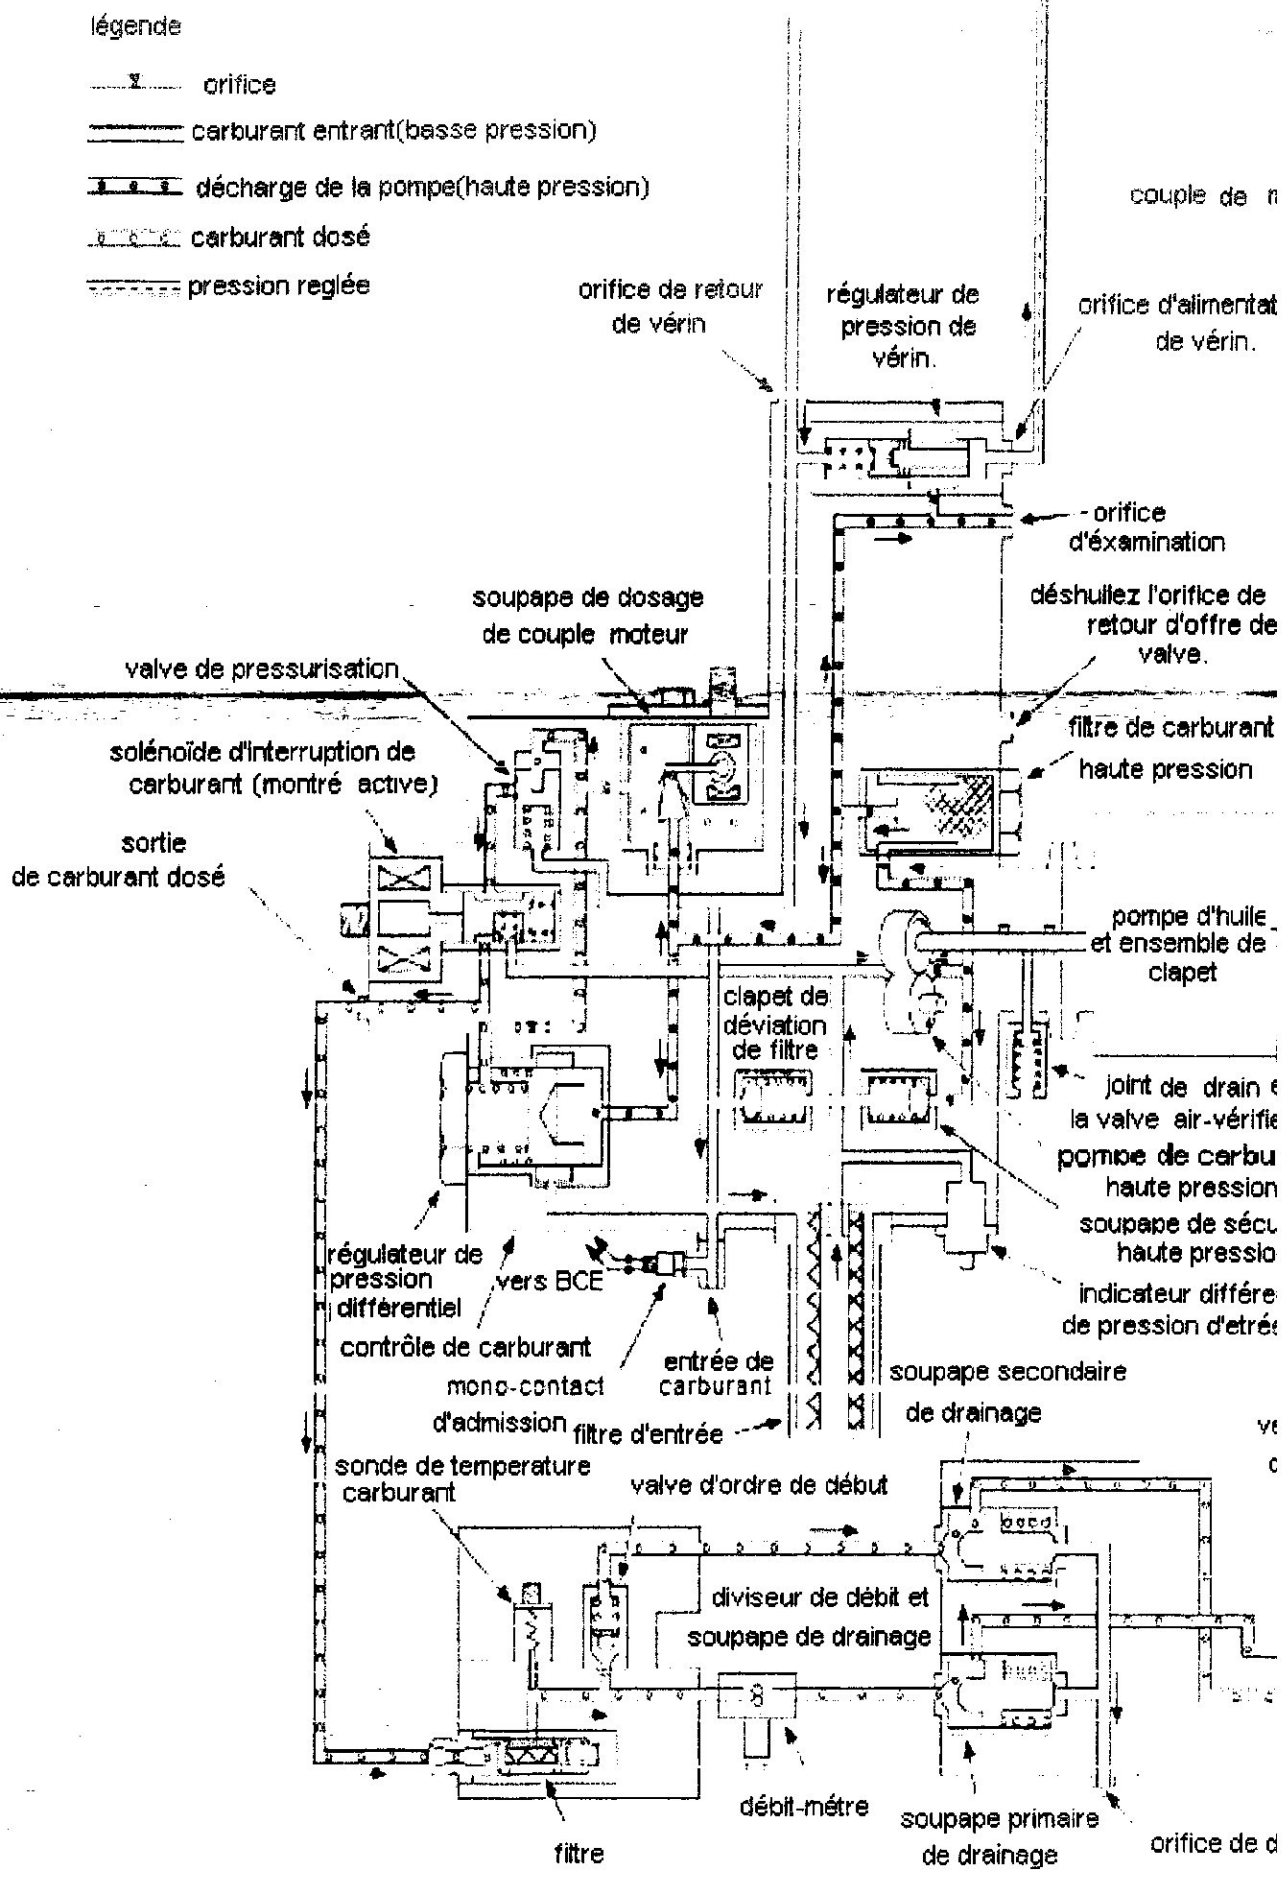 légende
orifice
carburant entrant(basse pression)
décharge de la pompe(haute pression)
carburant dosé
pression reglée
couple de
orifice de retour
de vérin
régulateur de
pression de
vérin.
orifice d'alimentat
de vérin.
orifice
d'éxamination
soupape de dosage
de couple moteur
déshullez l'orifice de
retour d'offre de
valve.
valve de pressurisation
filtre de carburant
haute pression
solénoïde d'interruption de
carburant (montré active)
sortie
de carburant dosé
pompe d'huile
et ensemble de
clapet
clapet de
déviation
de filtre
joint de drain e
la valve air-vérifie
pompe de carbu
haute pression
soupape de sécu
haute pressio
indicateur différe
de pression d'etrée
régulateur de
pression
différentiel
vers BCE
contrôle de carburant
mono-contact
d'admission
entrée de
carburant
filtre d'entrée
soupape secondaire
de drainage
sonde de temperature
carburant
valve d'ordre de début
diviseur de débit et
soupape de drainage
débit-métre
soupape primaire
de drainage
orifice de d
filtre